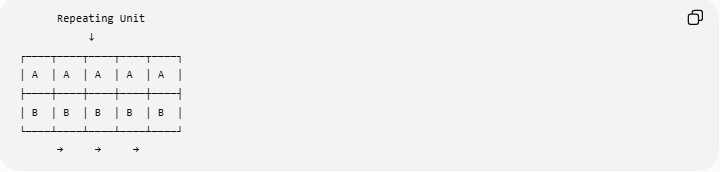 Repeating Unit
↓
┌────┬────┬────┬────┬────┐
│ A │ A │ A │ A │ A │
├────┼────┼────┼────┼────┤
│ B │ B │ B │ B │ B │
└────┴────┴────┴────┴────┘
→ → →